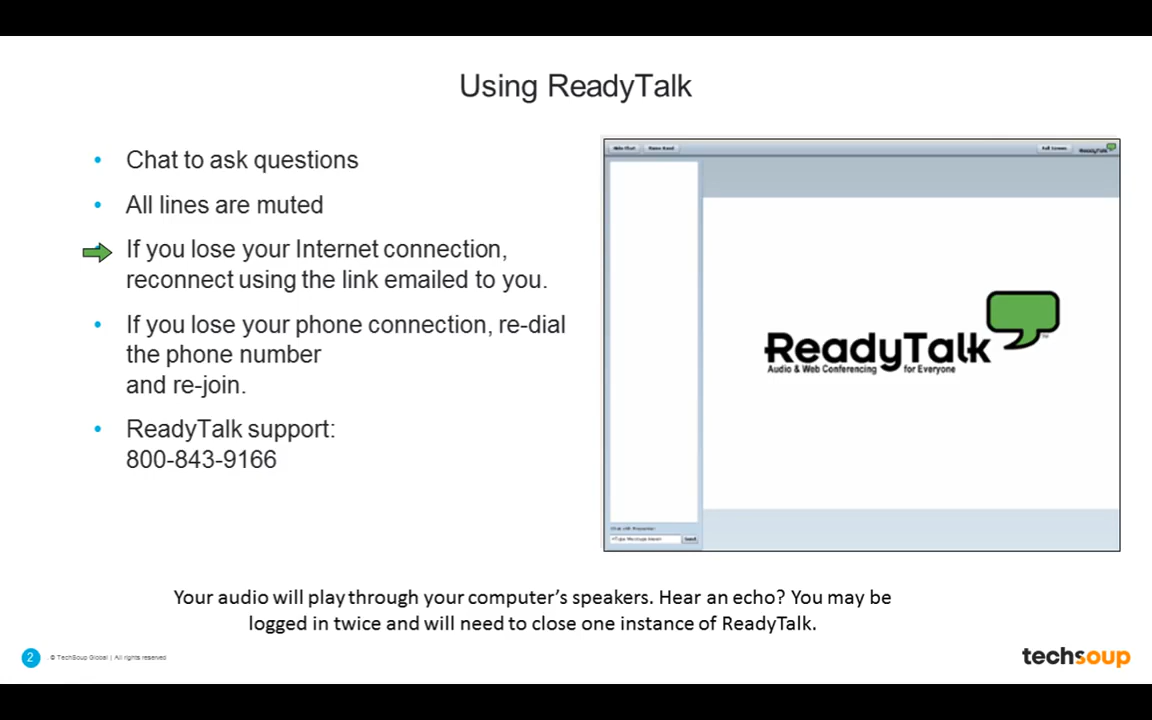 Using ReadyTalk
Chat to ask questions
All lines are muted
If you lose your Internet connection,
reconnect using the link emailed to you.
If you lose your phone connection, re-dial
the phone number
and re-join.
ReadyTalk support:
800-843-9166
ReadyTalk
ReadyTalk
Audio & Web Conferencing for Everyone
Send
Your audio will play through your computer's speakers. Hear an echo? You may be
logged in twice and will need to close one instance of ReadyTalk.
2
© TechSoup Global | All rights reserved
techsoup